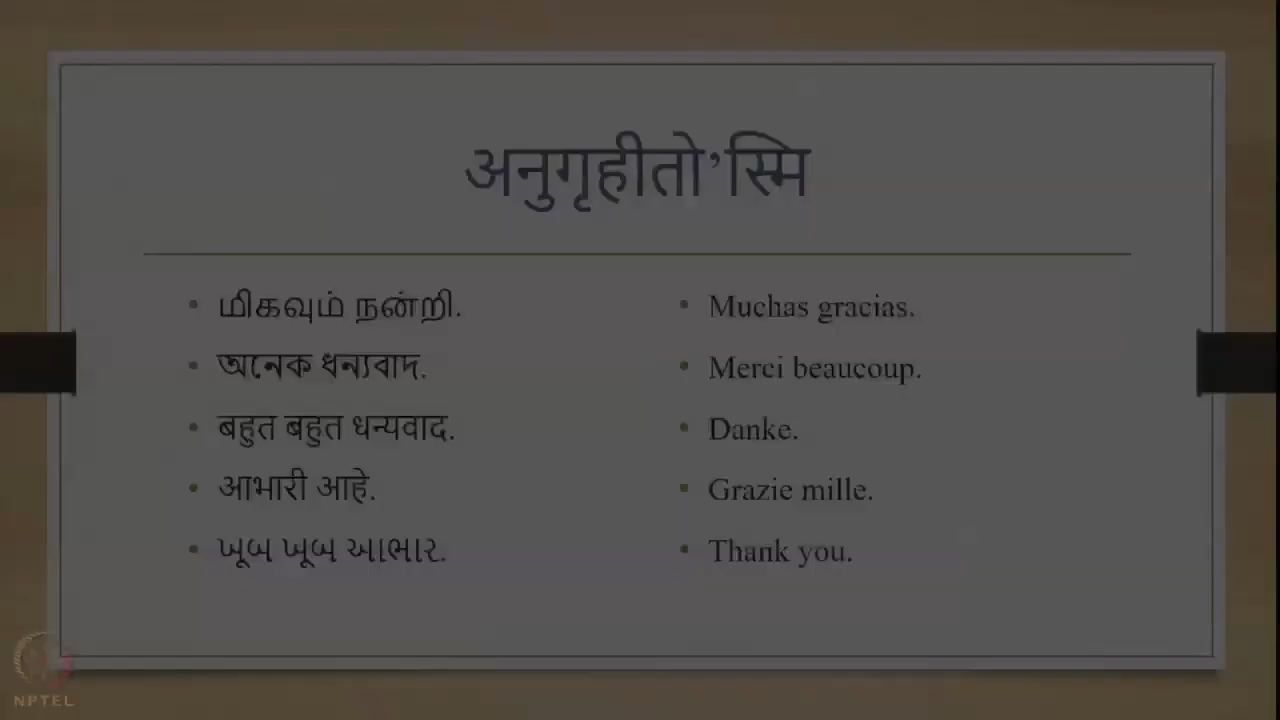 अनुगृहीतो’स्मि
மிகவும் நன்றி.
অনেক ধন্যবাদ.
बहुत बहुत धन्यवाद.
आभारी आहे.
ખૂબ ખૂબ આભાર.
Muchas gracias.
Merci beaucoup.
Danke.
Grazie mille.
Thank you.
NPTEL